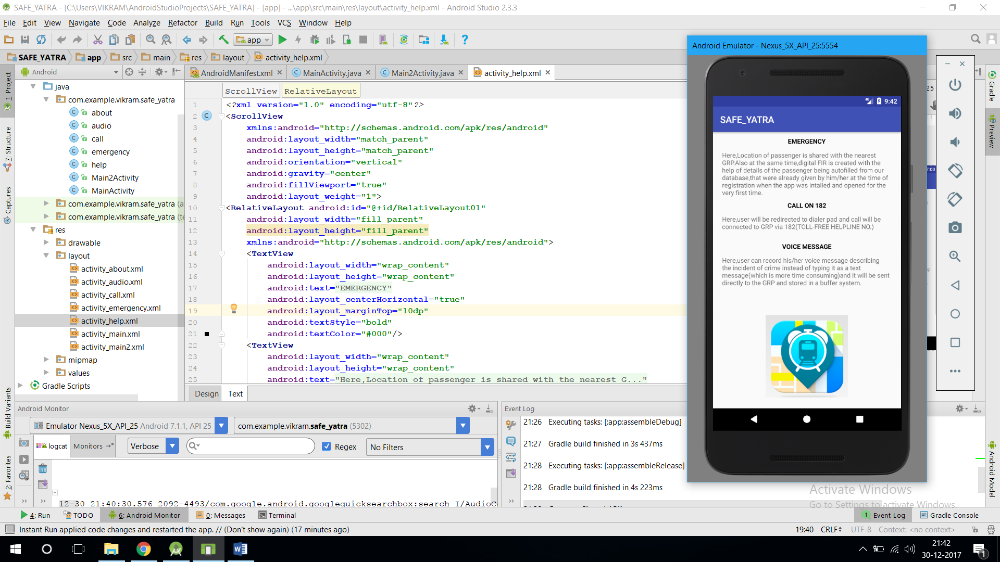 SAFE_YATRA - [C:\Users\VIKRAM\AndroidStudioProjects\SAFE_YATRA] - [app] - ...\app\src\main\res\layout\activity_help.xml - Android Studio 2.3.3
File Edit View Navigate Code Analyze Refactor Build Run Tools VCS Window Help
app
SAFE_YATRA app src main res layout activity_help.xml
Android
AndroidManifest.xml MainActivity.java Main2Activity.java activity_help.xml
1: Project
7: Structure
Captures
Build Variants
2: Favorites
java
com.example.vikram.safe_yatra
about
audio
call
emergency
help
Main2Activity
MainActivity
com.example.vikram.safe_yatra (a
com.example.vikram.safe_yatra (te
res
drawable
layout
activity_about.xml
activity_audio.xml
activity_call.xml
activity_emergency.xml
activity_help.xml
activity_main.xml
activity_main2.xml
mipmap
values
Gradle Scripts
ScrollView RelativeLayout
1 <?xml version="1.0" encoding="utf-8"?>
2 <ScrollView
3 xmlns:android="http://schemas.android.com/apk/res/android"
4 android:layout_width="match_parent"
5 android:layout_height="match_parent"
6 android:orientation="vertical"
7 android:gravity="center"
8 android:fillViewport="true"
9 android:layout_weight="1">
10 <RelativeLayout android:id="@+id/RelativeLayout01"
11 android:layout_width="fill_parent"
12 android:layout_height="fill_parent"
13 xmlns:android="http://schemas.android.com/apk/res/android">
14 <TextView
15 android:layout_width="wrap_content"
16 android:layout_height="wrap_content"
17 android:text="EMERGENCY"
18 android:layout_centerHorizontal="true"
19 android:layout_marginTop="10dp"
20 android:textStyle="bold"
21 android:textColor="#000"/>
22 <TextView
23 android:layout_width="wrap_content"
24 android:layout_height="wrap_content"
25 android:text="Here,Location of passenger is shared with the nearest G..."
Design Text
Android Emulator - Nexus_5X_API_25:5554
4G 9:42
SAFE_YATRA
EMERGENCY
Here,Location of passenger is shared with the nearest
GRP.Also at the same time,digital FIR is created with the
help of details of the passenger being autofilled from our
database,that were already given by him/her at the time of
registration when the app was intalled and opened for the
very first time.
CALL ON 182
Here,user will be redirected to dialer pad and call will be
connected to GRP via 182(TOLL-FREE HELPLINE NO.)
VOICE MESSAGE
Here,user can record his/her voice message describing
the incident of crime instead of typing it as a text
message(which is more time consuming)and it will be sent
directly to the GRP and stored in a buffer system.
25
7:00
Gradle
Preview
Android Model
Android Monitor
Emulator Nexus_5X_API_25 Android 7.1.1, API 25
com.example.vikram.safe_yatra (5302)
logcat Monitors Verbose Regex No Filters
12-30 21:40:30.576 2092-4493/com.google.android.googlequicksearchbox:search I/AudioC
Event Log
21:26 Executing tasks: [:app:assembleDebug]
21:27 Gradle build finished in 3s 437ms
21:28 Executing tasks: [:app:assembleRelease]
21:28 Gradle build finished in 4s 223ms
Activate Windows
Go to Settings to activate Windows.
4: Run TODO 6: Android Monitor 0: Messages Terminal 1 Event Log Gradle Console
Instant Run applied code changes and restarted the app. // (Don't show again) (17 minutes ago)
19:40 CRLF UTF-8 Context: <no context>
21:42
30-12-2017
1